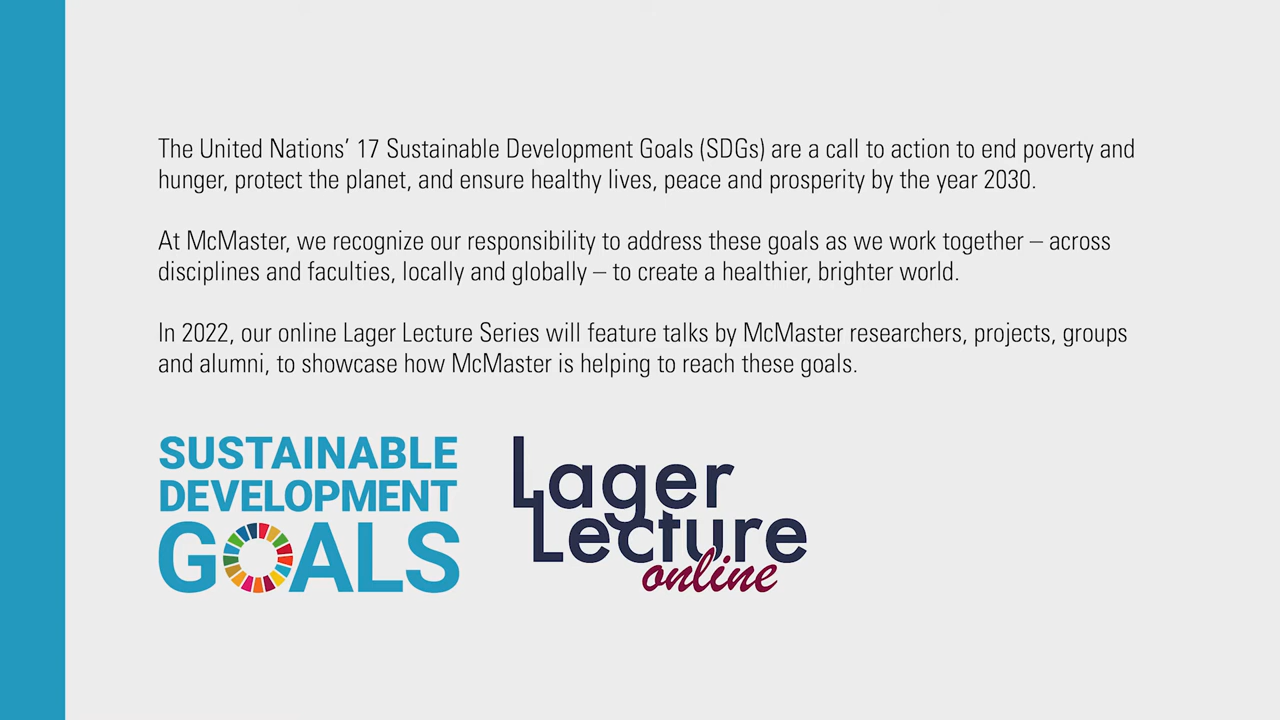 The United Nations’ 17 Sustainable Development Goals (SDGs) are a call to action to end poverty and
hunger, protect the planet, and ensure healthy lives, peace and prosperity by the year 2030.
At McMaster, we recognize our responsibility to address these goals as we work together – across
disciplines and faculties, locally and globally – to create a healthier, brighter world.
In 2022, our online Lager Lecture Series will feature talks by McMaster researchers, projects, groups
and alumni, to showcase how McMaster is helping to reach these goals.
SUSTAINABLE
DEVELOPMENT
GOALS
Lager
Lecture
online